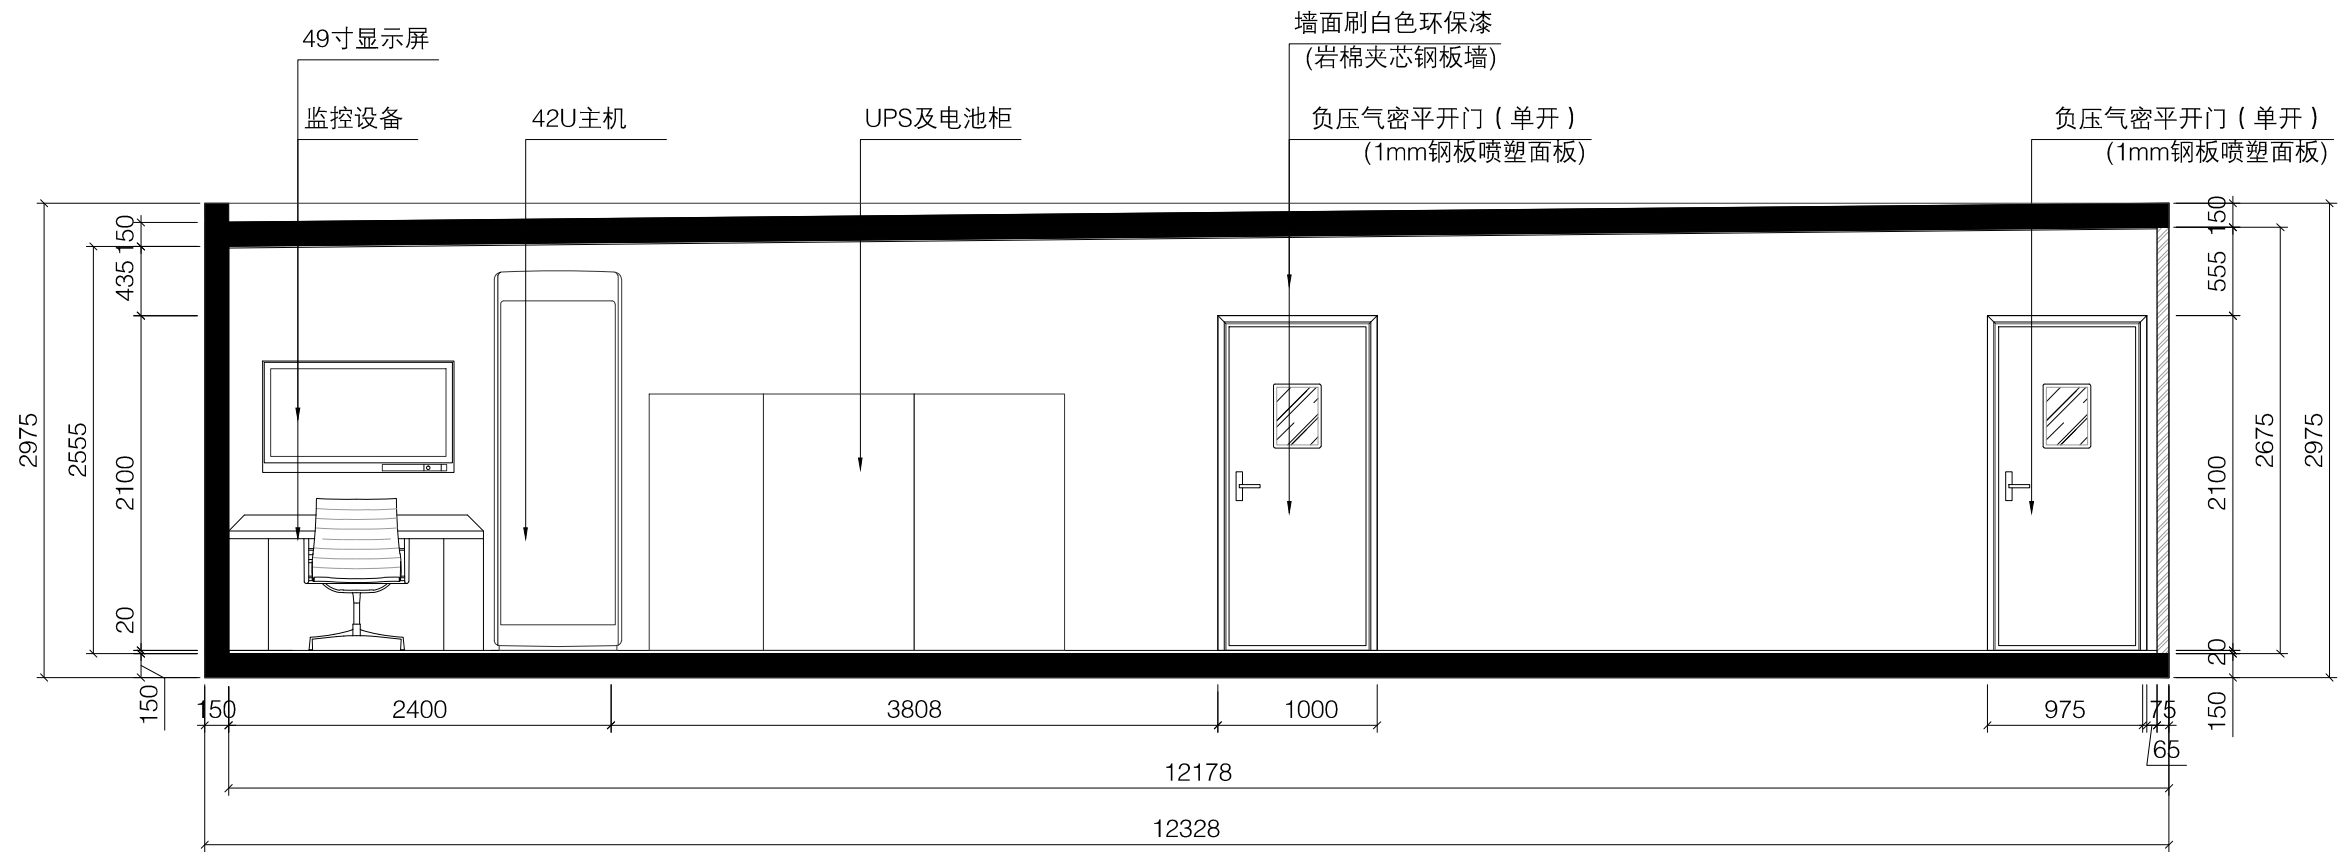 墙面刷白色环保漆
49寸显示屏
(岩棉夹芯钢板墙)
监控设备
42U主机
UPS及电池柜
负压气密平开门（单开）
负压气密平开门（单开）
(1mm钢板喷塑面板)
(1mm钢板喷塑面板)
150
435
2975
2555
2100
20
150
150
555
2675
2975
2100
20
150
150
2400
3808
1000
975
75
65
12178
12328